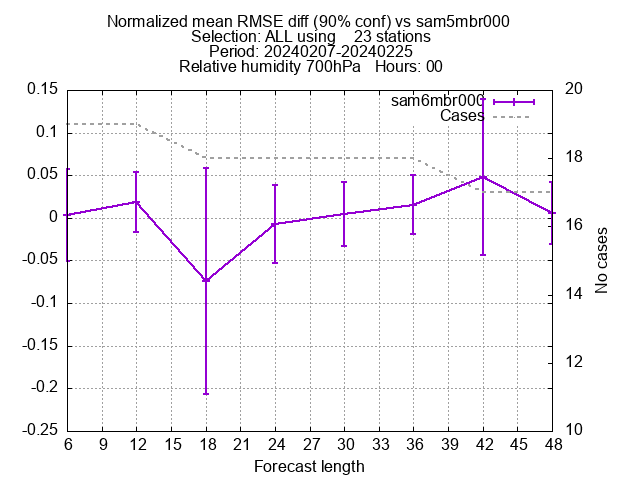 Normalized mean RMSE diff (90% conf) vs sam5mbr000
Selection: ALL using    23 stations
Period: 20240207-20240225
Relative humidity 700hPa   Hours: 00
sam6mbr000
Cases
0.15
0.1
0.05
0
-0.05
-0.1
-0.15
-0.2
-0.25
20
18
16
14
12
10
No cases
6 9 12 15 18 21 24 27 30 33 36 39 42 45 48
Forecast length